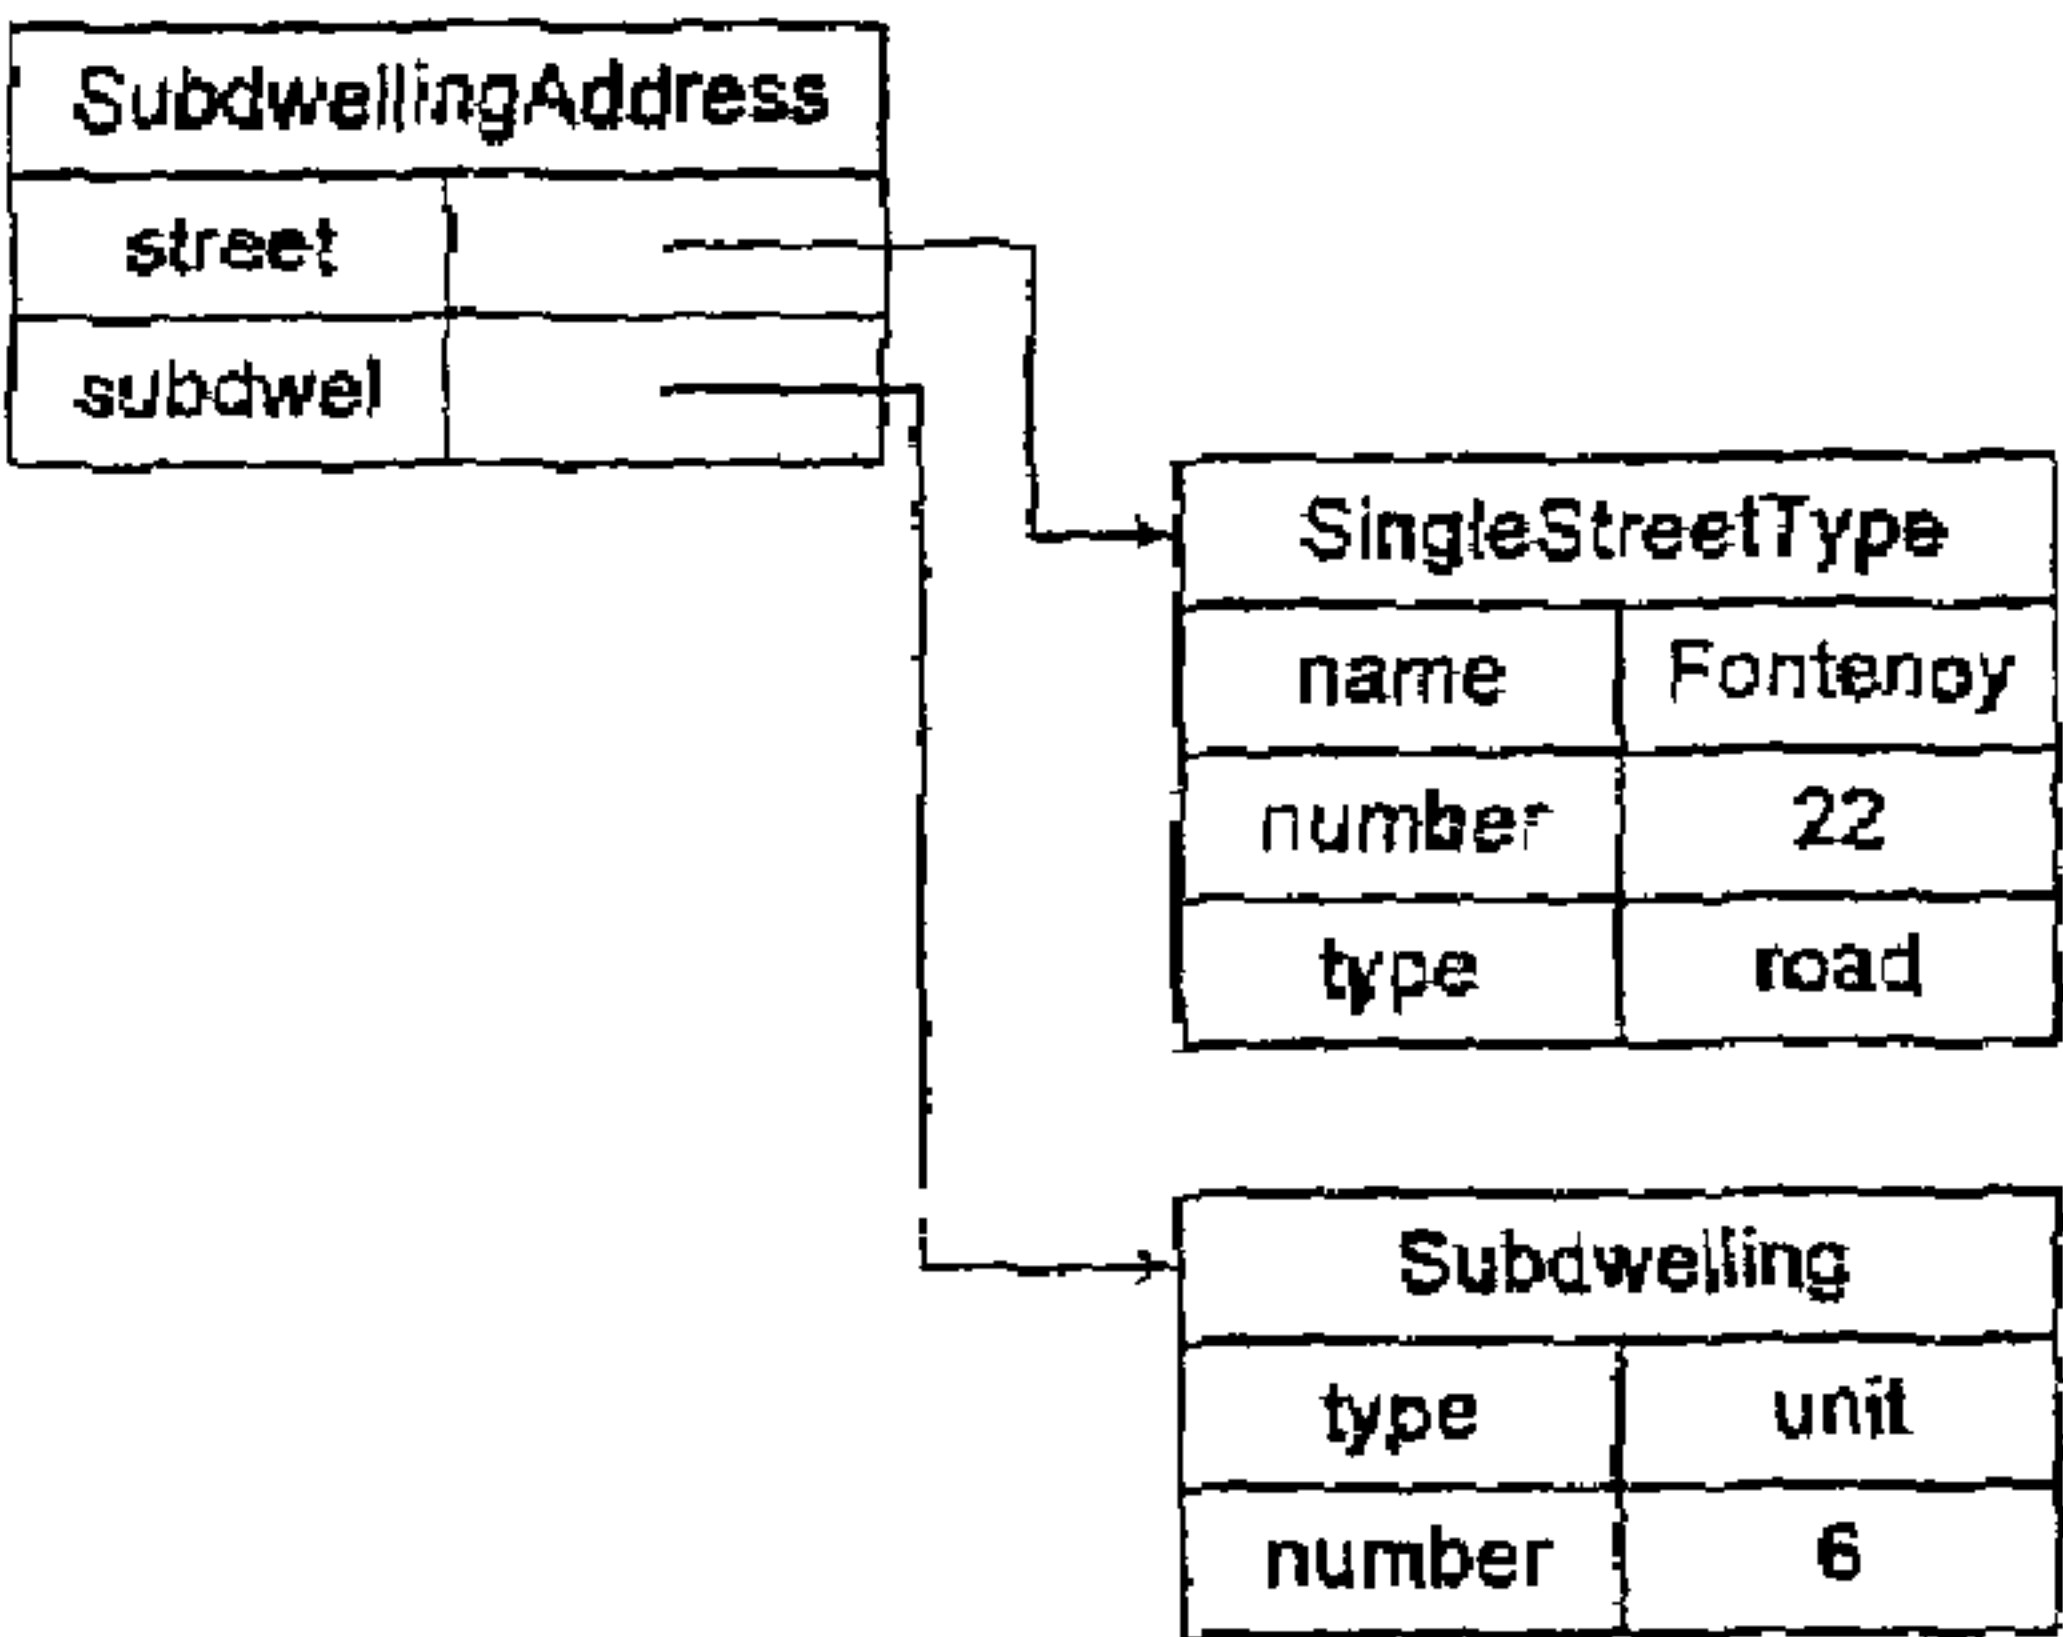 SubdwellingAddress
street
subdwel
SingleStreetType
name Fontenoy
number 22
type road
Subdwelling
type unit
number 6